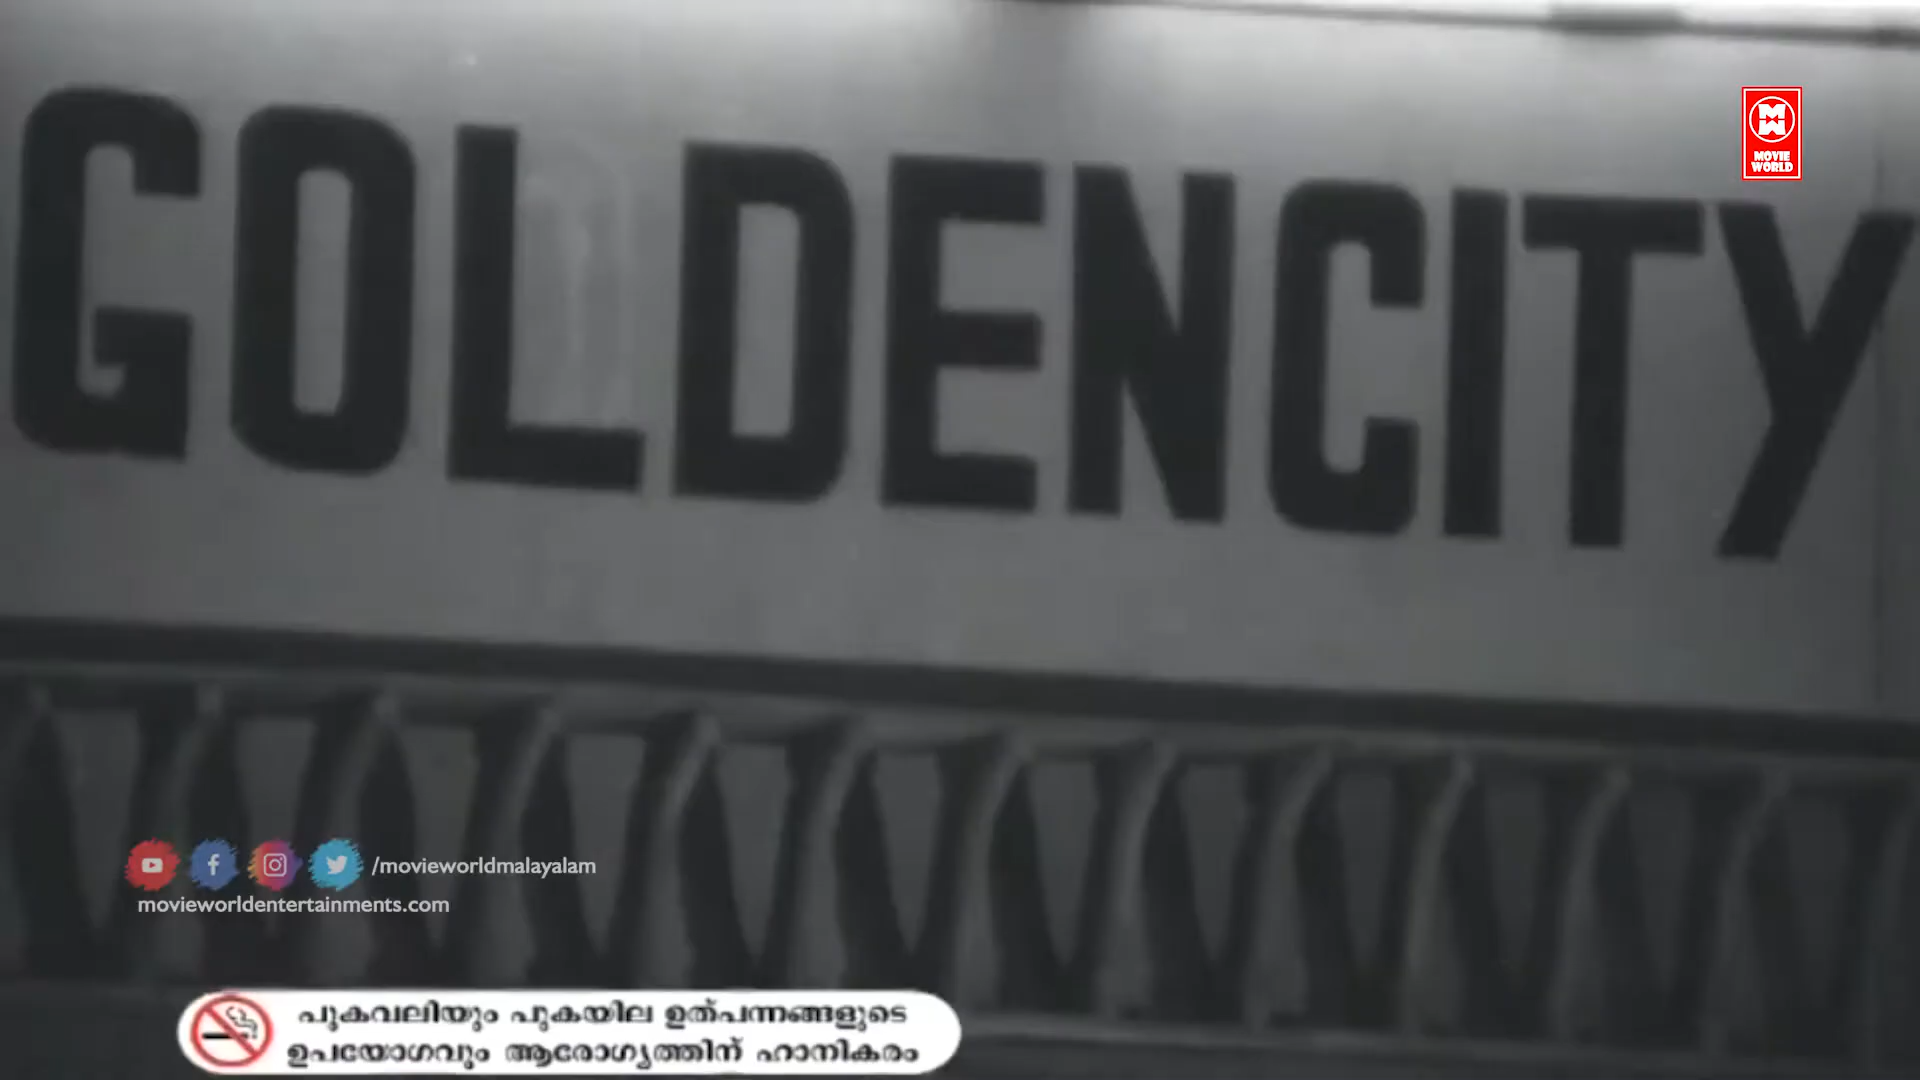 GOLDENCITY
MOVIE
WORLD
/movieworldmalayalam
movieworldentertainments.com
പുകവലിയും പുകയില ഉത്പന്നങ്ങളുടെ
ഉപയോഗവും ആരോഗ്യത്തിന് ഹാനികരം